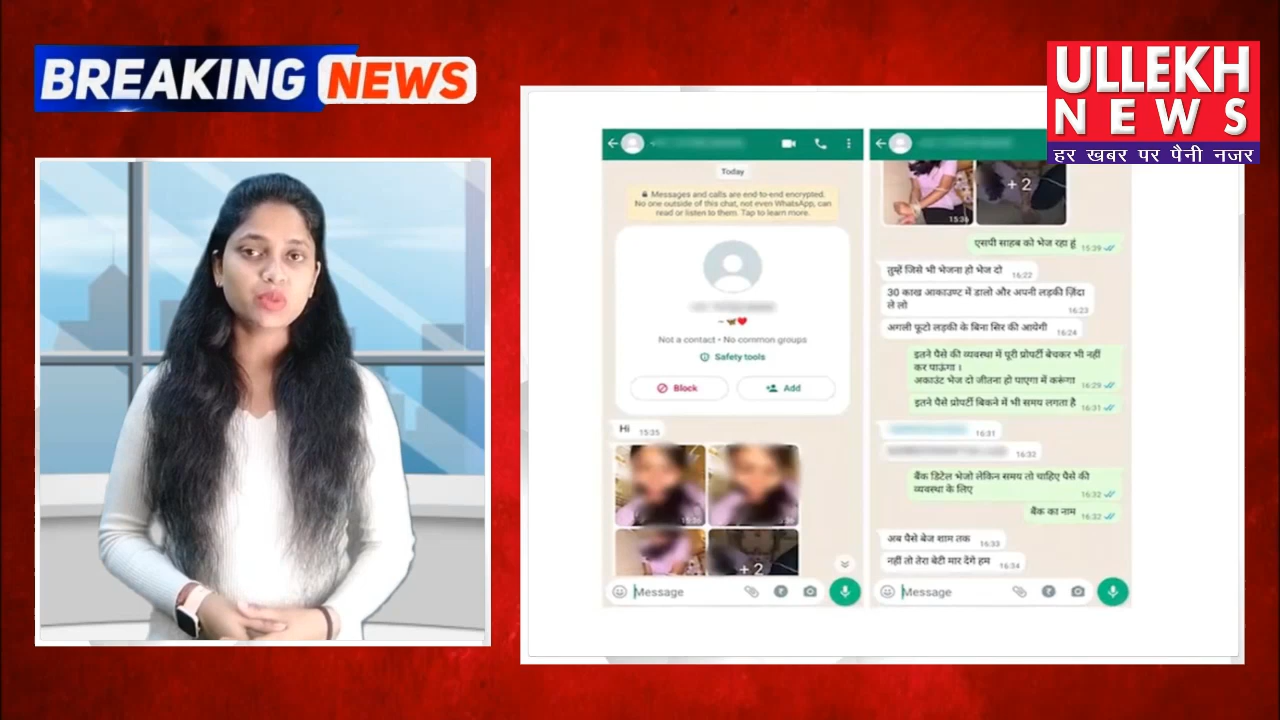 BREAKING NEWS
ULLEKH
NEWS
हर खबर पर पैनी नजर
Today
Messages and calls are end-to-end encrypted.
No one outside of this chat, not even WhatsApp, can
read or listen to them. Tap to learn more.
Not a contact • No common groups
Safety tools
Block
Add
Hi 15:35
15:36
+ 2
Message
15:36
+ 2
एसपी साहब को भेज रहा हूं 15:39
तुम्हें जिसे भी भेजना हो भेज दो 16:22
30 काख आकाउण्ट में डालो और अपनी लड़की ज़िंदा
ले लो 16:23
अगली फूटो लड़की के बिना सिर की आयेगी 16:24
इतने पैसे की व्यवस्था में पूरी प्रोपर्टी बेचकर भी नहीं
कर पाऊंगा ।
अकाउंट भेज दो जीतना हो पाएगा में करूंगा 16:29
इतने पैसे प्रोपर्टी बिकने में भी समय लगता है 16:31
16:31
16:32
बैंक डिटेल भेजो लेकिन समय तो चाहिए पैसे की
व्यवस्था के लिए 16:32
बैंक का नाम 16:32
अब पैसे बेज शाम तक 16:33
नहीं तो तेरा बेटी मार देंगे हम 16:34
Message